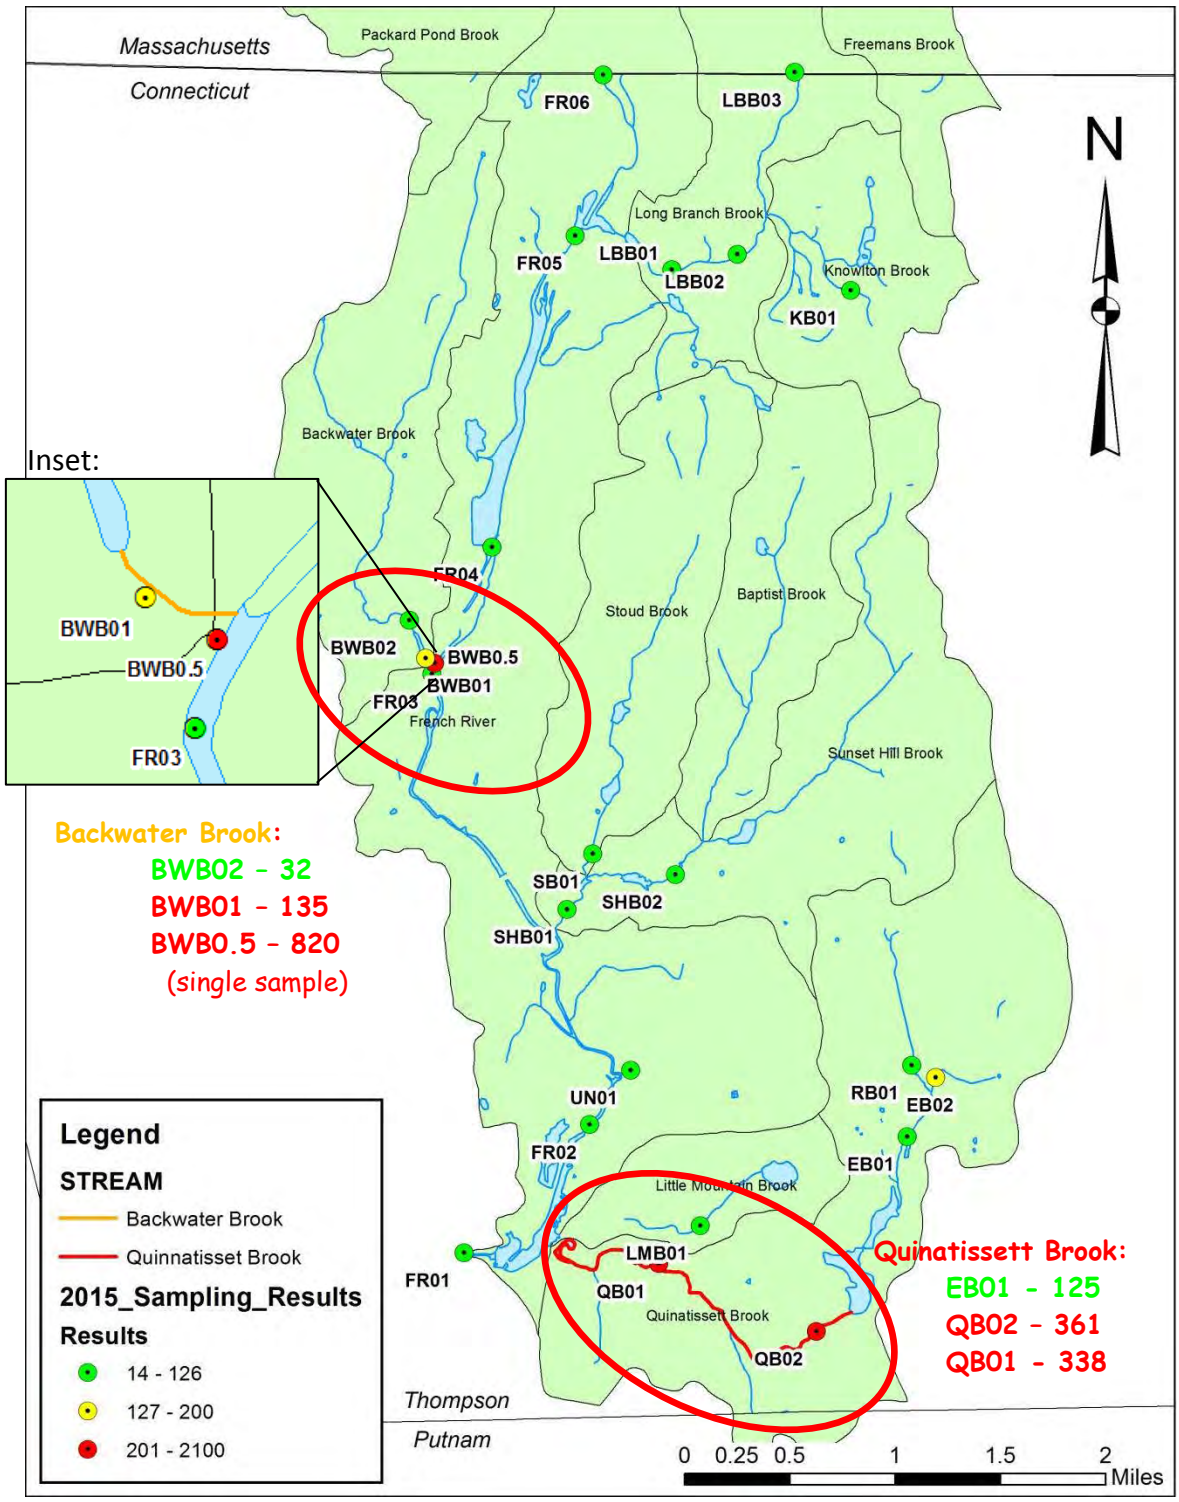 Massachusetts
Connecticut
Packard Pond Brook
Freemans Brook
FR06
LBB03
N
Long Branch Brook
FR05
LBB01
LBB02
Knowlton Brook
KB01
Backwater Brook
Inset:
BWB01
BWB0.5
FR03
FR04
BWB02
BWB0.5
BWB01
FR03
French River
Stoud Brook
Baptist Brook
Sunset Hill Brook
Backwater Brook:
BWB02 - 32
BWB01 - 135
BWB0.5 - 820
(single sample)
SB01
SHB02
SHB01
UN01
RB01
EB02
FR02
EB01
Little Mountain Brook
FR01
LMB01
QB01
Quinatissett Brook
QB02
Quinatissett Brook:
EB01 - 125
QB02 - 361
QB01 - 338
Legend
STREAM
Backwater Brook
Quinnatisset Brook
2015_Sampling_Results
Results
14 - 126
127 - 200
201 - 2100
Thompson
Putnam
0 0.25 0.5 1 1.5 2
Miles